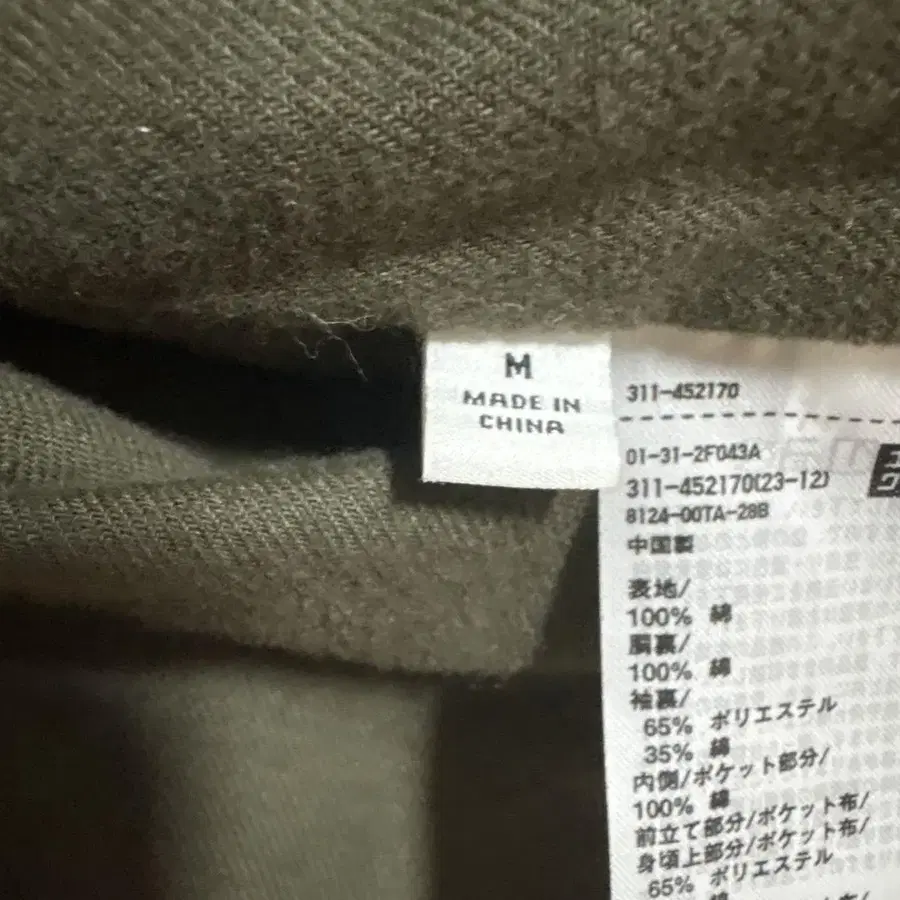 M
MADE IN
CHINA
311-452170
01-31-2F043A
311-452170(23-12)
8124-00TA-28B
中国製
表地/
100% 綿
胴裏/
100% 綿
袖裏/
65% ポリエステル
35% 綿
内側/ポケット部分/
100% 綿
前立て部分/ポケット布/
身頃上部分/ポケット布/
65% ポリエステル
綿